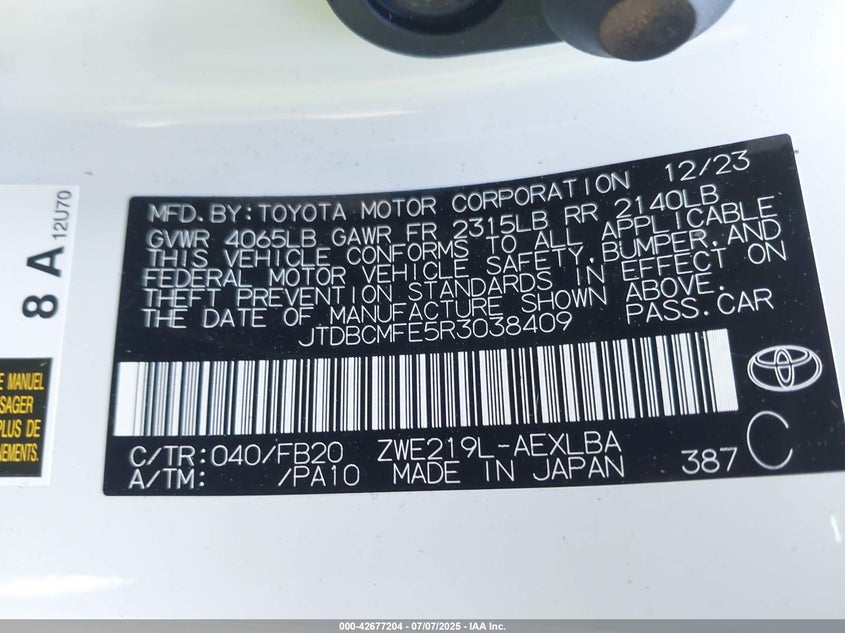 MFD.BY:TOYOTA MOTOR CORPORATION 12/23
GVWR 4065LB GAWR FR 2315LB RR 2140LB
THIS VEHICLE CONFORMS TO ALL APPLICABLE
FEDERAL MOTOR VEHICLE SAFETY,BUMPER,AND
THEFT PREVENTION STANDARDS IN EFFECT ON
THE DATE OF MANUFACTURE SHOWN ABOVE.
JTDBCMFE5R3038409 PASS.CAR
C/TR:040/FB20 ZWE219L-AEXLBA
A/TM: /PA10 MADE IN JAPAN 387 C
8 A 12U70
E MANUEL
SAGER
PLUS DE
NEMENTS.
000-42677204 / 07/07/2025 - IAA Inc.